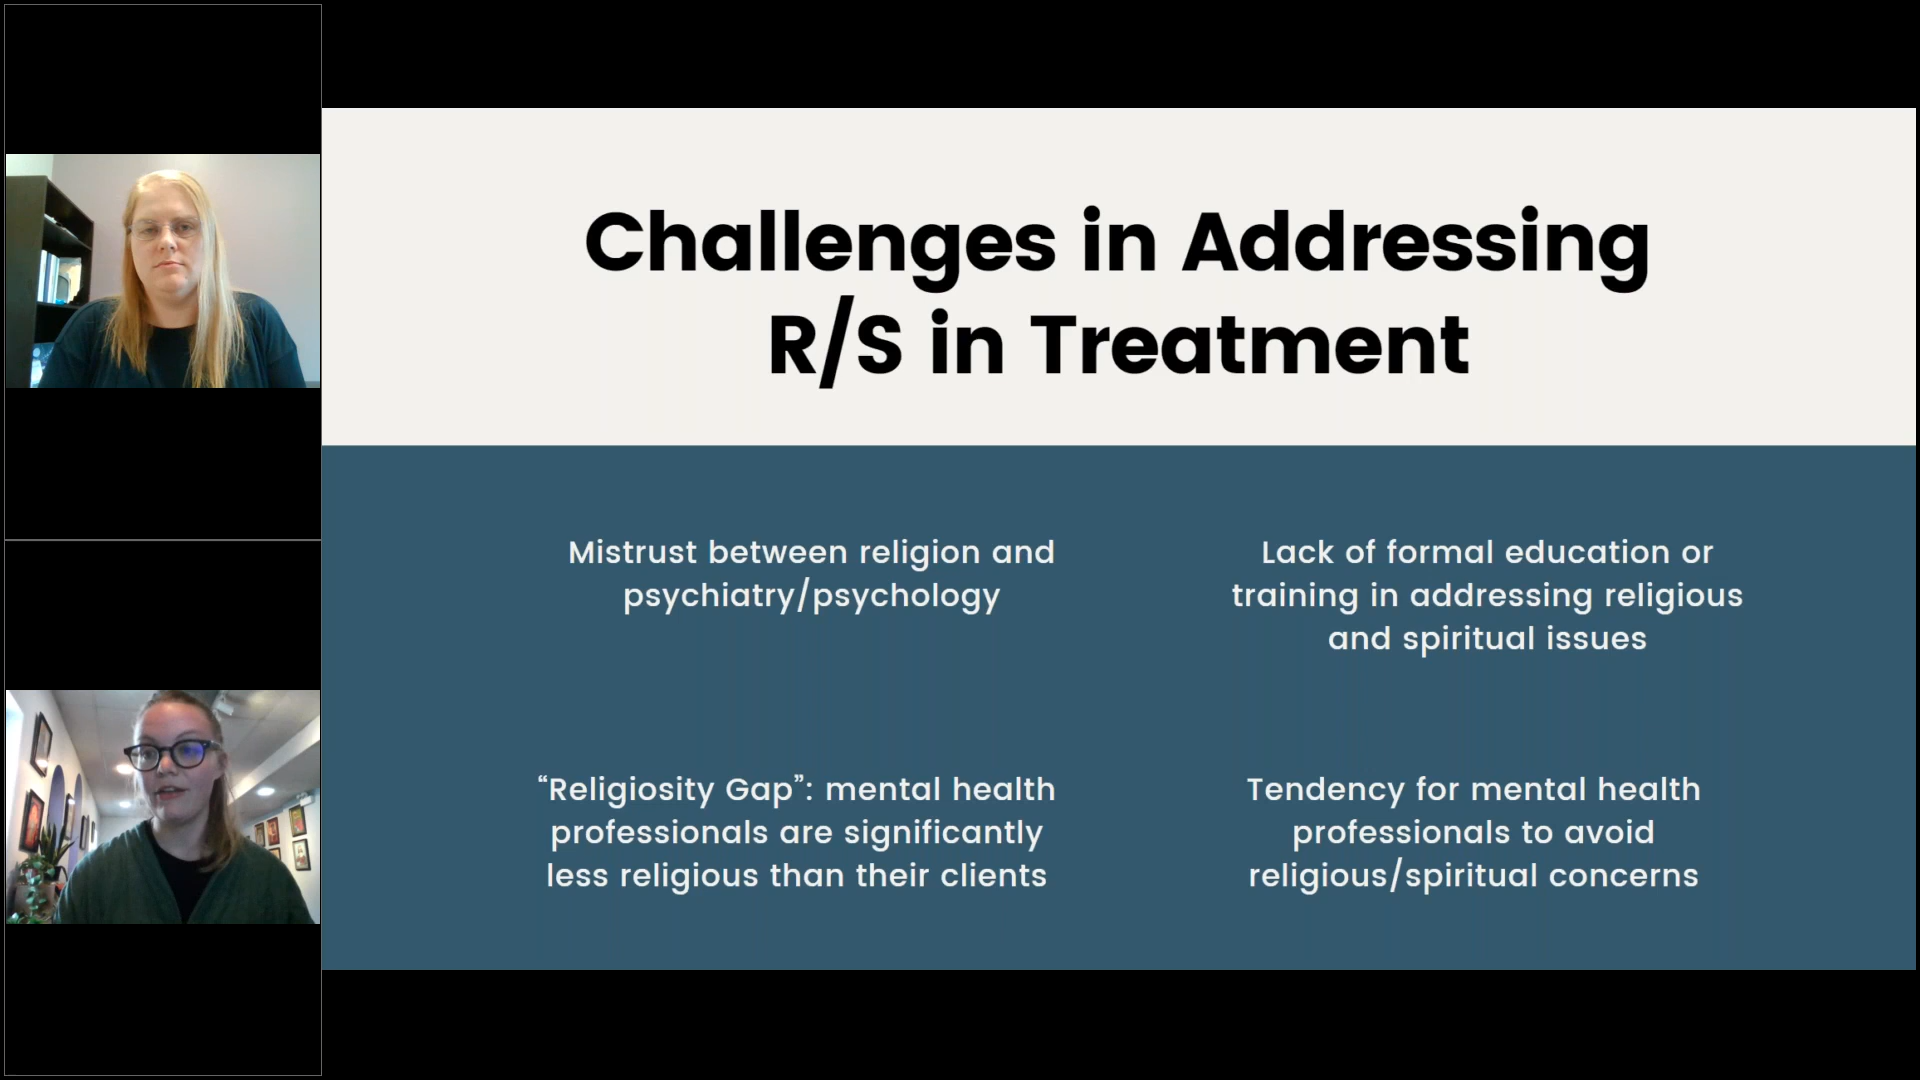 Challenges in Addressing
R/S in Treatment
Mistrust between religion and
psychiatry/psychology
Lack of formal education or
training in addressing religious
and spiritual issues
“Religiosity Gap”: mental health
professionals are significantly
less religious than their clients
Tendency for mental health
professionals to avoid
religious/spiritual concerns